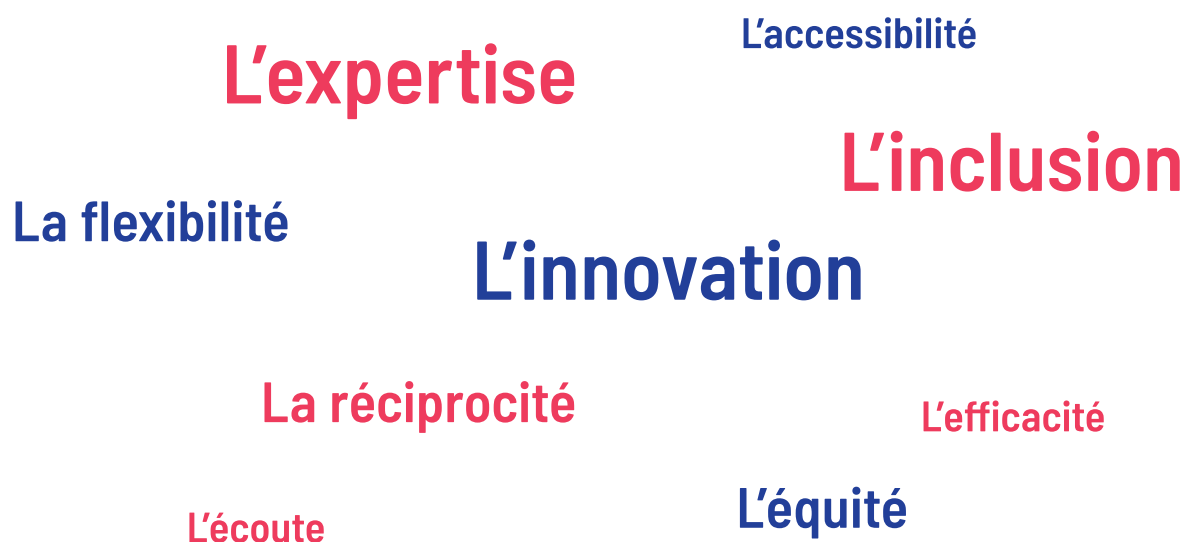 L’accessibilité
L’expertise
L’inclusion
La flexibilité
L’innovation
La réciprocité
L’efficacité
L’équité
L’écoute